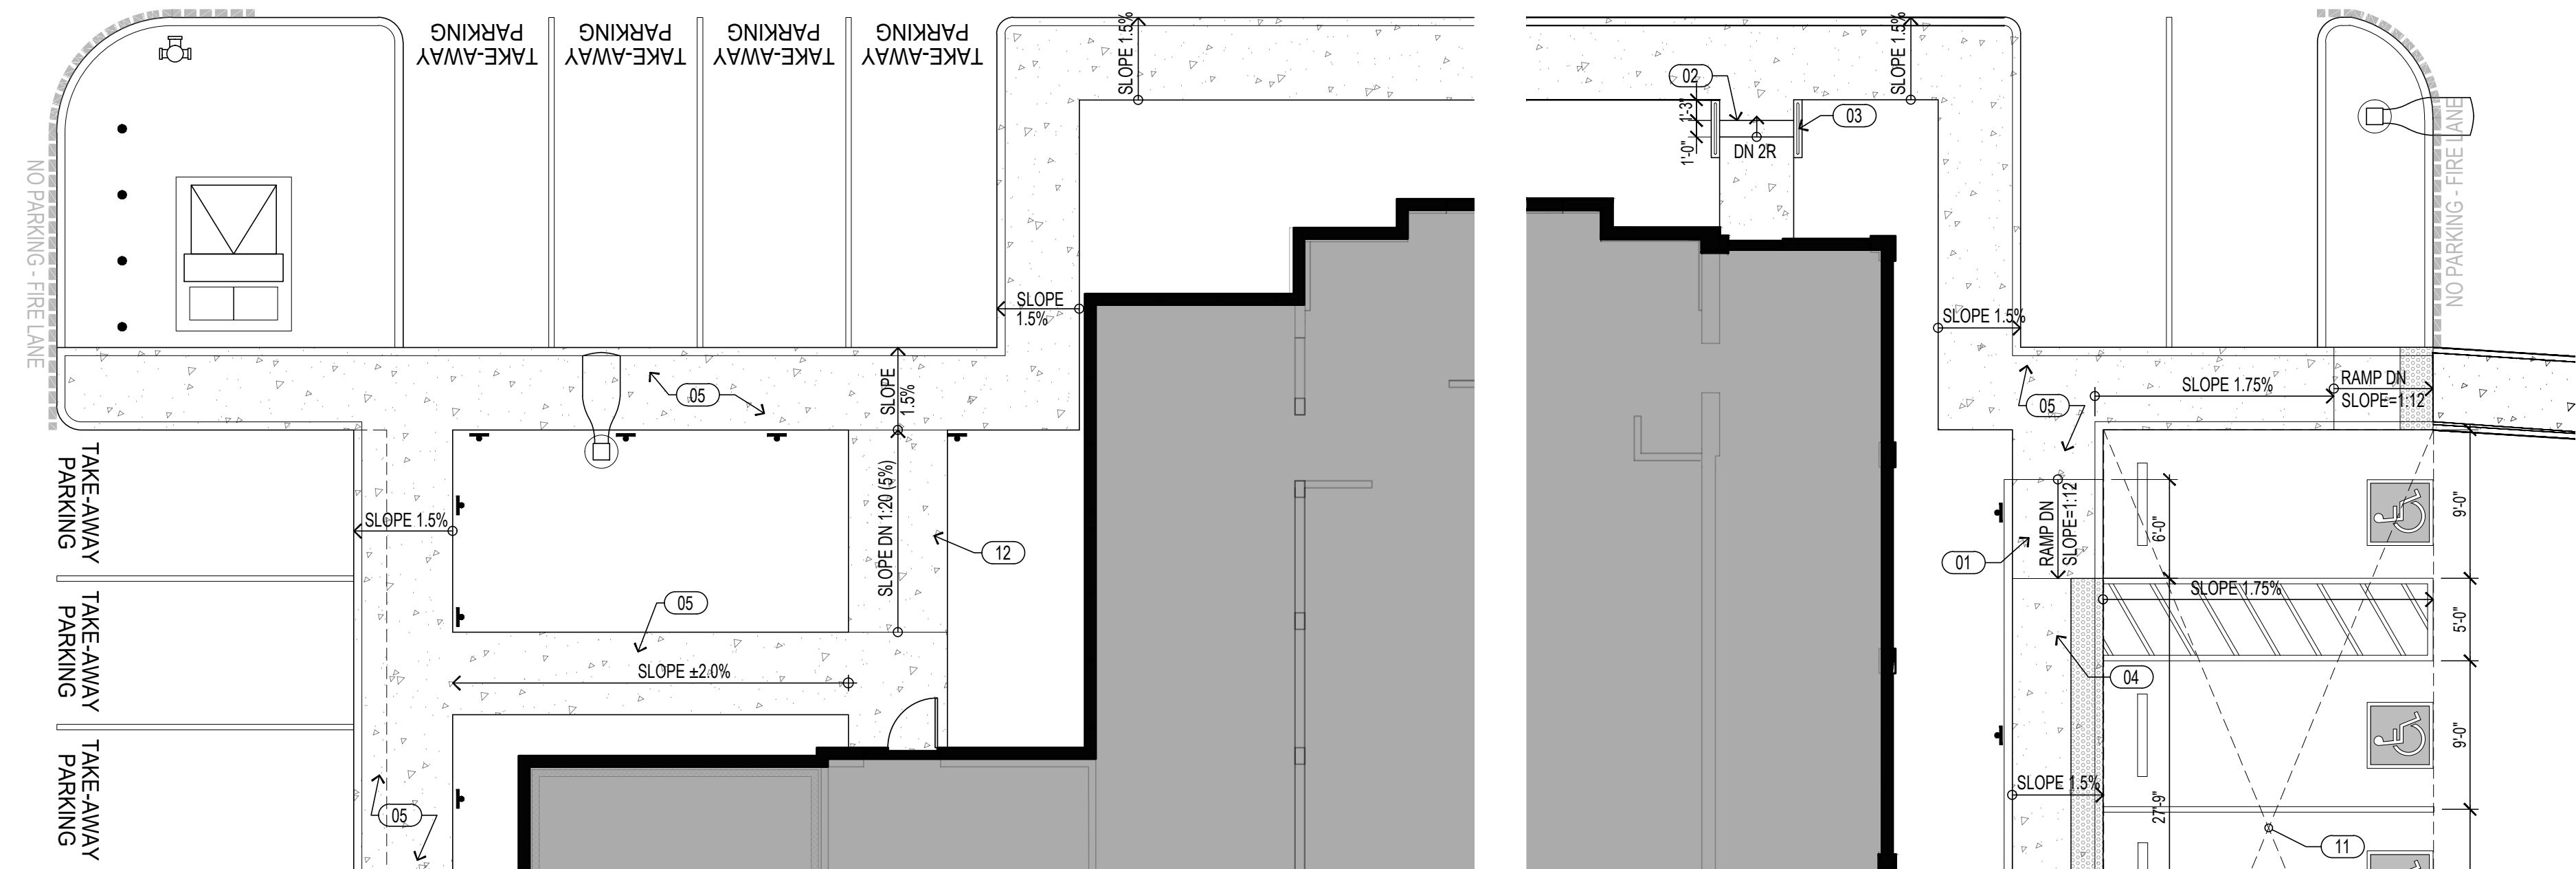 TAKE-AWAY
PARKING
TAKE-AWAY
PARKING
TAKE-AWAY
PARKING
TAKE-AWAY
PARKING
NO PARKING - FIRE LANE
SLOPE 1.5%
SLOPE
1.5%
SLOPE
1.5%
05
SLOPE DN 1:20 (5%)
12
SLOPE 1.5%
05
SLOPE ±2.0%
TAKE-AWAY
PARKING
TAKE-AWAY
PARKING
TAKE-AWAY
PARKING
05
02
1'-3"
1'-0"
DN 2R
03
SLOPE 1.5%
NO PARKING - FIRE LANE
SLOPE 1.5%
SLOPE 1.75%
RAMP DN
SLOPE=1:12
05
01
RAMP DN
SLOPE=1:12
6'-0"
9'-0"
SLOPE 1.75%
5'-0"
04
9'-0"
SLOPE 1.5%
27'-9"
11